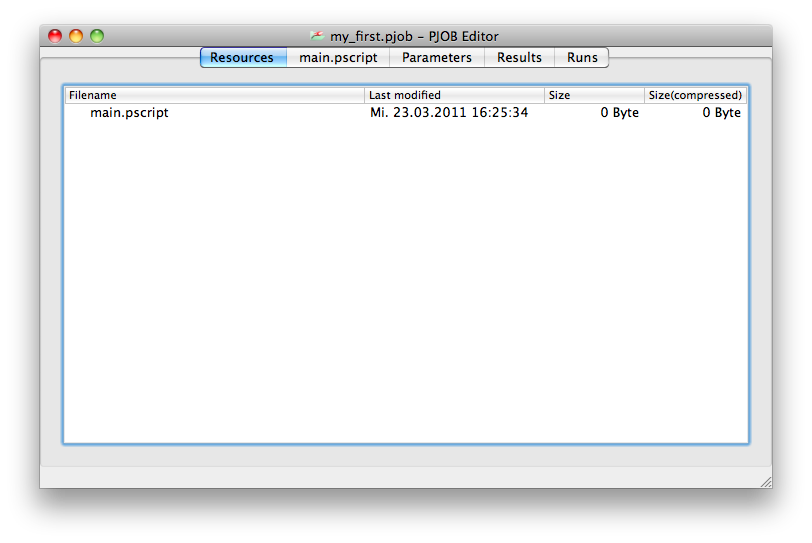 my_first.pjob – PJOB Editor
Resources main.pscript Parameters Results Runs
Filename Last modified Size Size(compressed)
main.pscript Mi. 23.03.2011 16:25:34 0 Byte 0 Byte